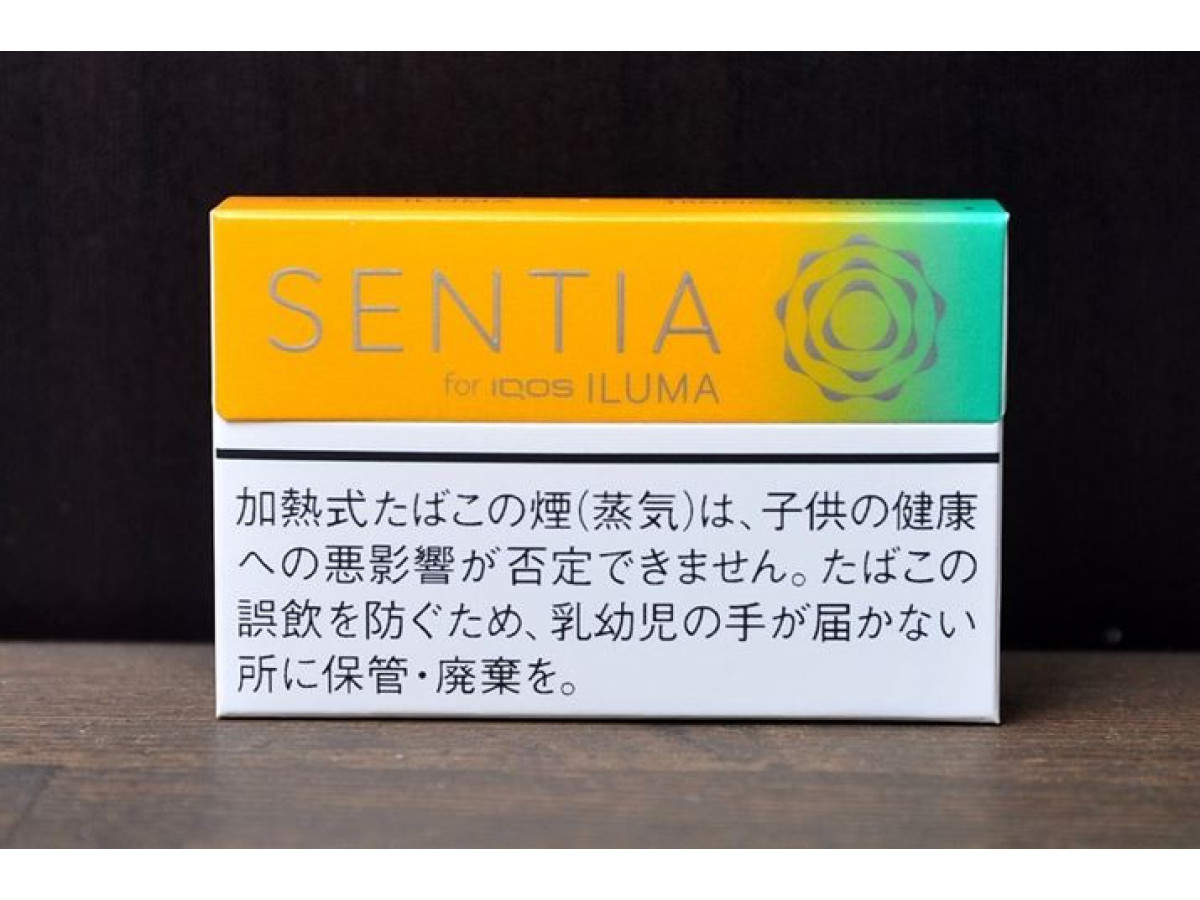 ILUMA
TROPICAL YELLOW
SENTIA
for IQOS ILUMA
加熱式たばこの煙(蒸気)は、子供の健康
への悪影響が否定できません。たばこの
誤飲を防ぐため、乳幼児の手が届かない
所に保管・廃棄を。